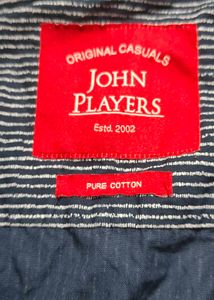 ORIGINAL CASUALS
JOHN
PLAYERS
Estd. 2002
PURE COTTON